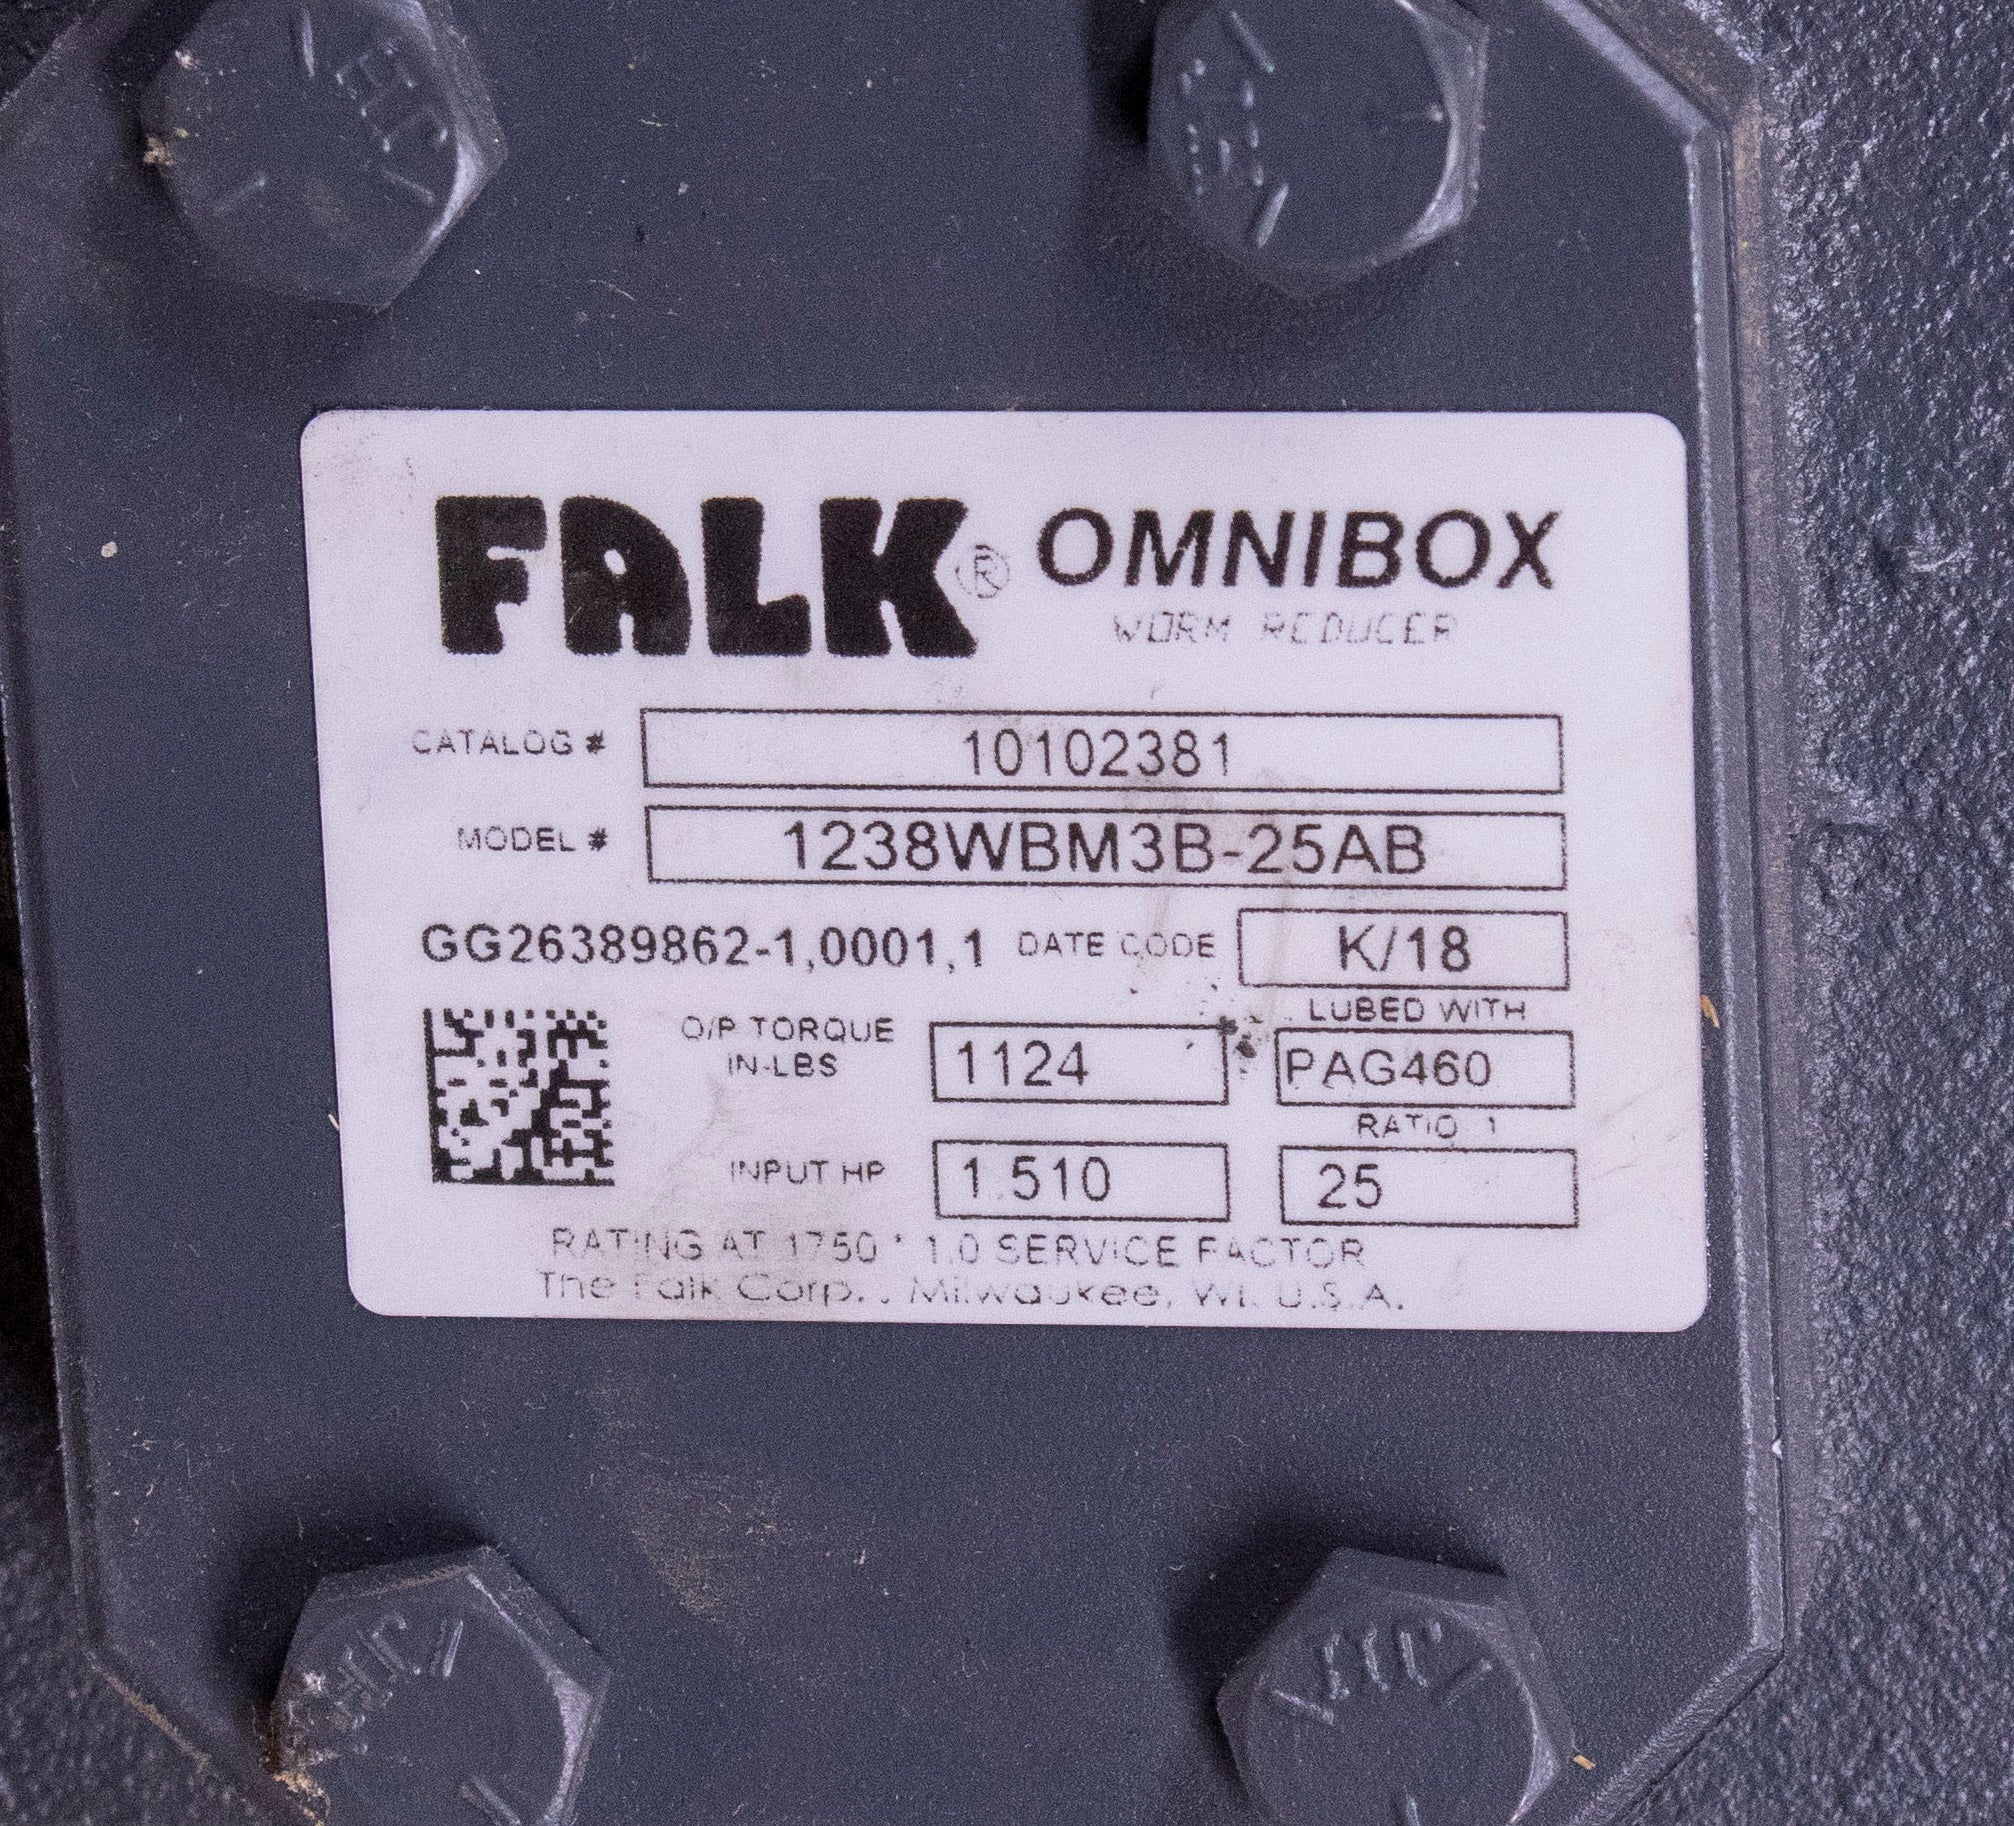 FALK® OMNIBOX
WORM REDUCER
CATALOG # 10102381
MODEL # 1238WBM3B-25AB
GG26389862-1,0001,1 DATE CODE K/18
LUBED WITH
O/P TORQUE
IN-LBS 1124 PAG460
RATIO 1
INPUT HP 1.510 25
RATING AT 1750 * 1.0 SERVICE FACTOR
The Falk Corp., Milwaukee, WI. U.S.A.